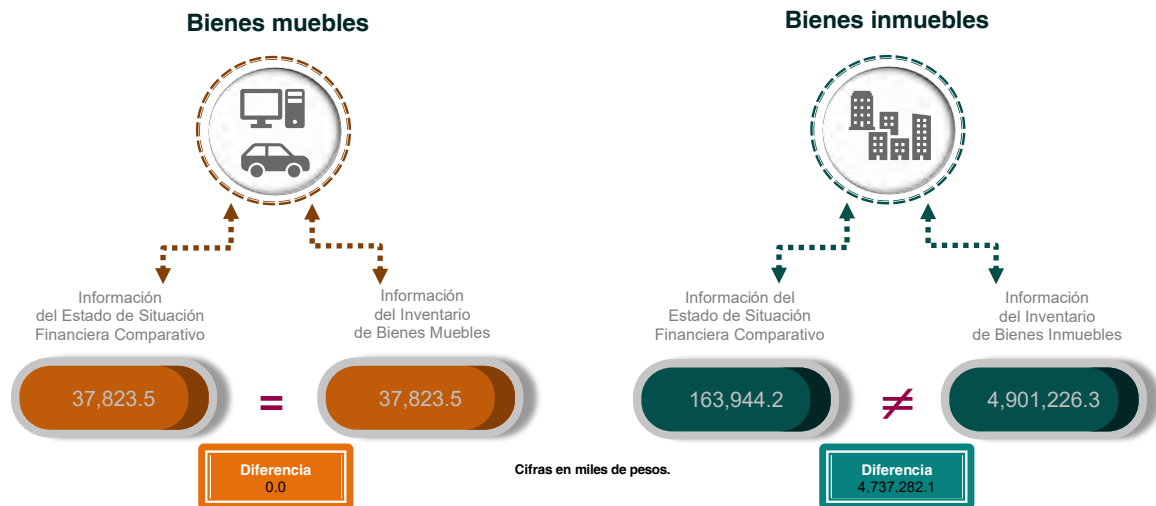 Bienes muebles
Información
del Estado de Situación
Financiera Comparativo
Información
del Inventario
de Bienes Muebles
37,823.5
=
37,823.5
Diferencia
0.0
Cifras en miles de pesos.
Bienes inmuebles
Información del
Estado de Situación
Financiera Comparativo
Información
del Inventario
de Bienes Inmuebles
163,944.2
≠
4,901,226.3
Diferencia
4,737,282.1